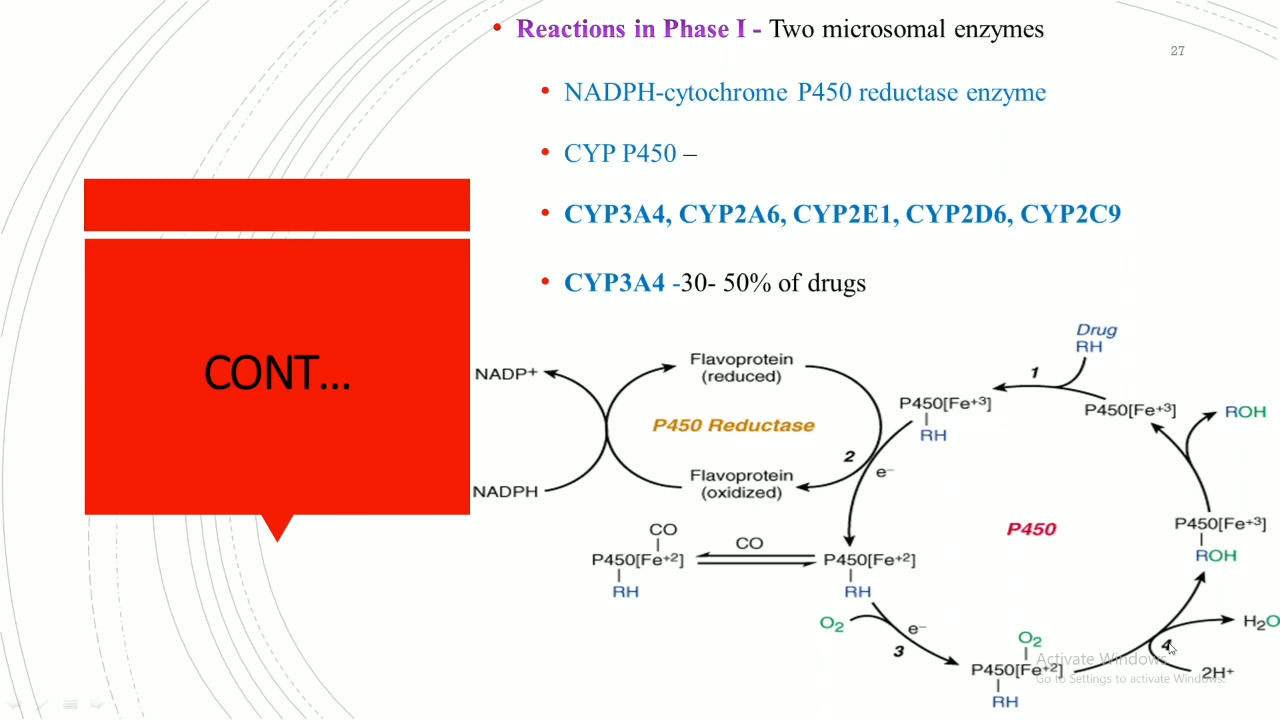 • Reactions in Phase I - Two microsomal enzymes
27
• NADPH-cytochrome P450 reductase enzyme
• CYP P450 –
• CYP3A4, CYP2A6, CYP2E1, CYP2D6, CYP2C9
• CYP3A4 -30- 50% of drugs
CONT...
Drug
RH
1
NADP+
Flavoprotein
(reduced)
P450[Fe+3]
RH
P450[Fe+3]
ROH
P450 Reductase
2
e–
Flavoprotein
(oxidized)
NADPH
P450
P450[Fe+3]
ROH
CO
P450[Fe+2]
RH
CO
P450[Fe+2]
RH
O2
e–
3
O2
P450[Fe+2]
RH
4
H2O
2H+
Activate Windows
Go to Settings to activate Windows.